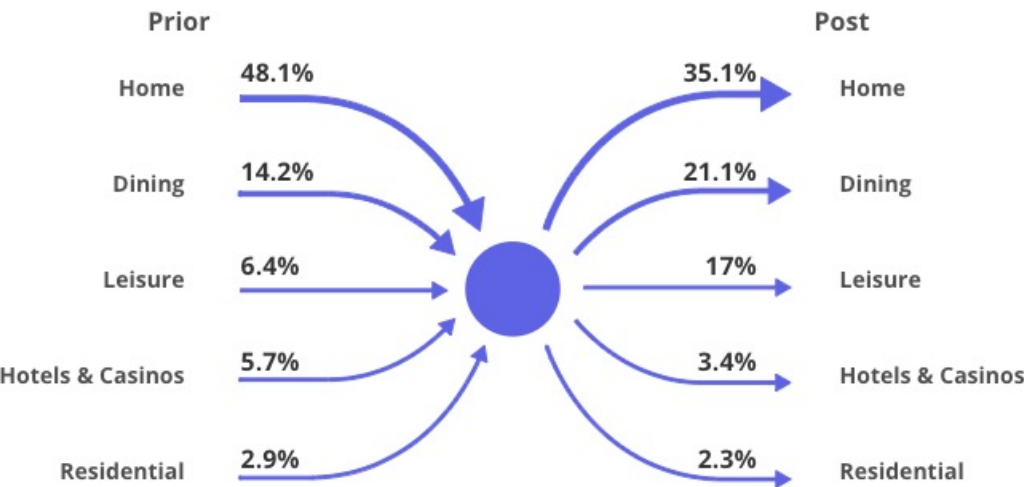 Prior
Post
Home
48.1%
35.1%
Home
Dining
14.2%
21.1%
Dining
Leisure
6.4%
17%
Leisure
Hotels & Casinos
5.7%
3.4%
Hotels & Casinos
Residential
2.9%
2.3%
Residential